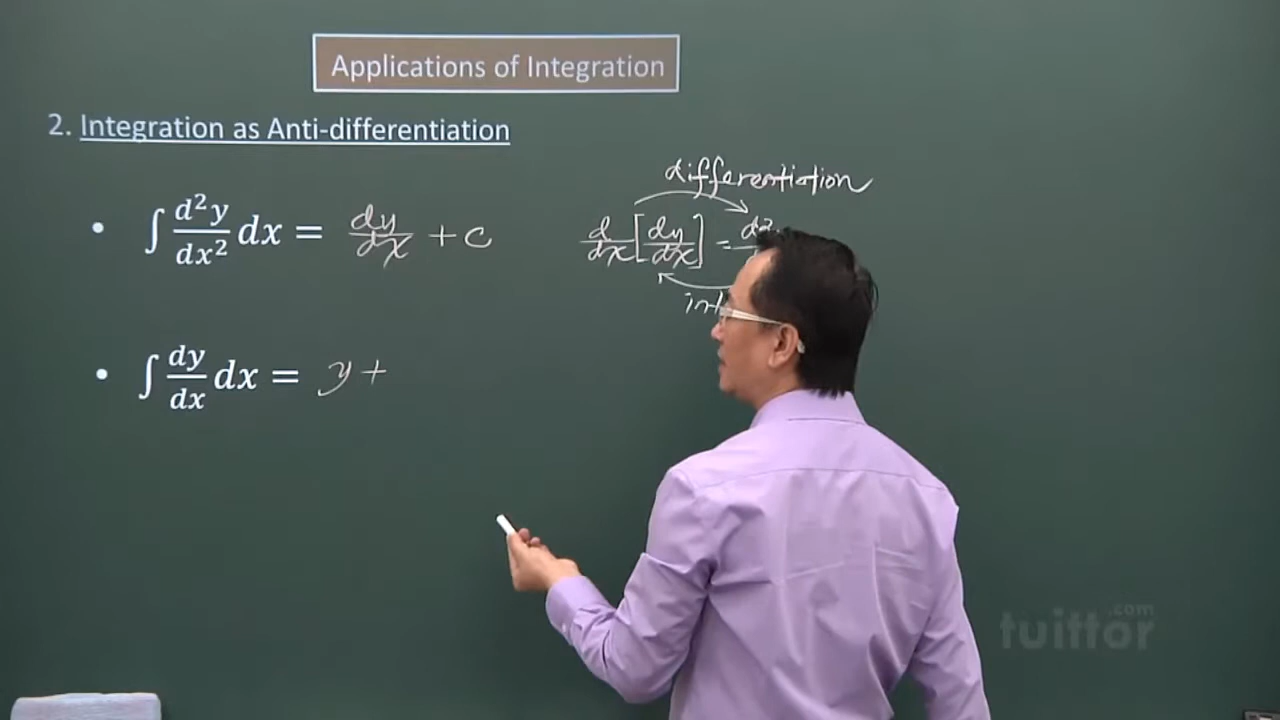 Applications of Integration
2. Integration as Anti-differentiation
differentiation
• ∫ d²y/dx² dx = dy/dx + c
d/dx [dy/dx] =
• ∫ dy/dx dx = y +
tuittor.com